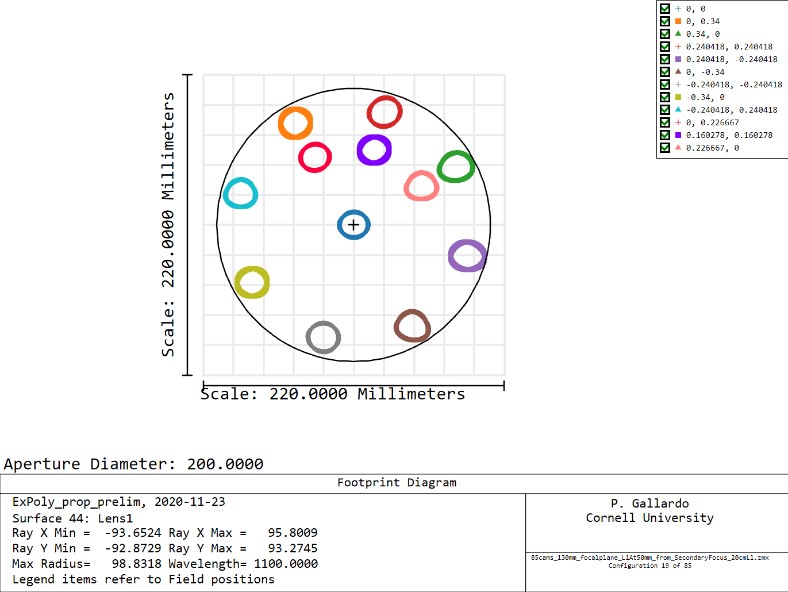 0, 0
0, 0.34
0.34, 0
0.240418, 0.240418
0.240418, -0.240418
0, -0.34
-0.240418, -0.240418
-0.34, 0
-0.240418, 0.240418
0, 0.226667
0.160278, 0.160278
0.226667, 0
Scale: 220.0000 Millimeters
Scale: 220.0000 Millimeters
Aperture Diameter: 200.0000
Footprint Diagram
ExPoly_prop_prelim, 2020-11-23
Surface 44: Lens1
Ray X Min = -93.6524 Ray X Max = 95.8009
Ray Y Min = -92.8729 Ray Y Max = 93.2745
Max Radius= 98.8318 Wavelength= 1100.0000
Legend items refer to Field positions
P. Gallardo
Cornell University
85cams_130mm_focalplane_L1At50mm_from_SecondaryFocus_20cmL1.zmx
Configuration 19 of 85